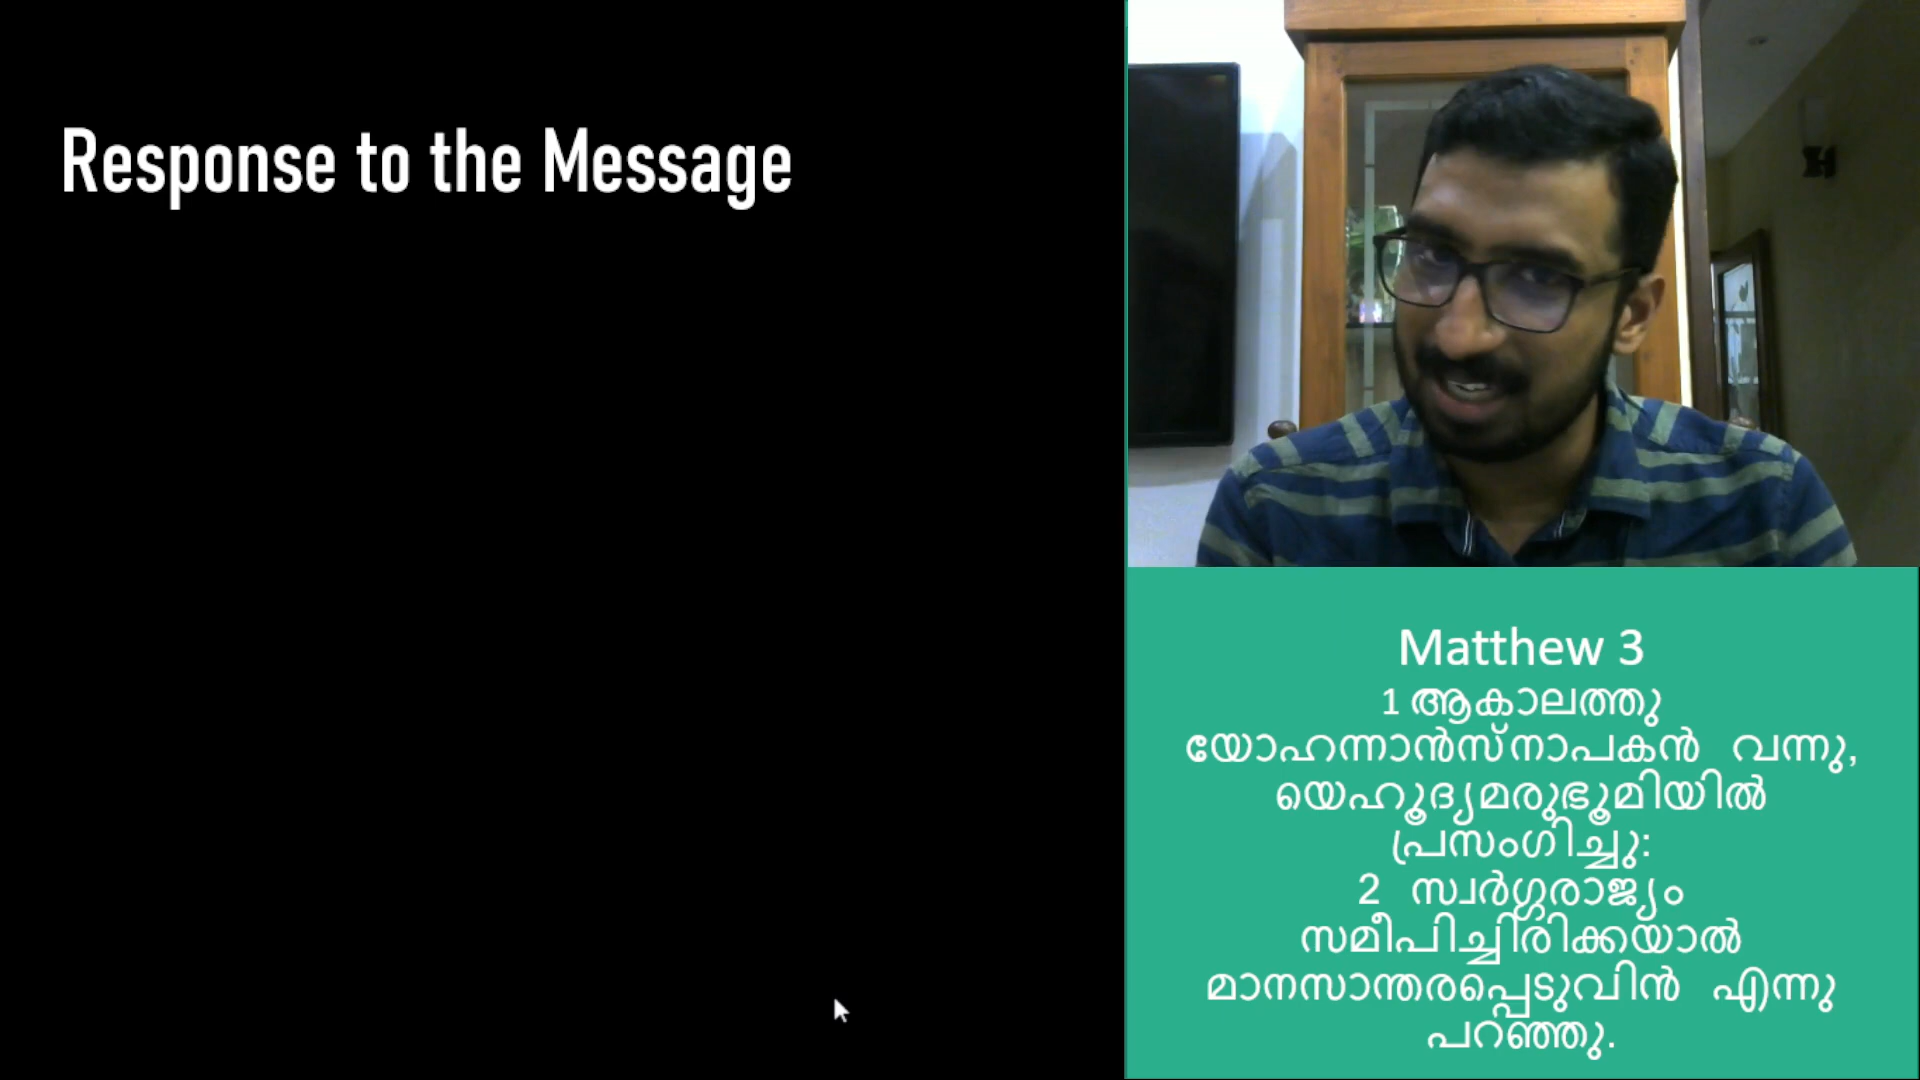 Response to the Message
Matthew 3
1 ആകാലത്തു
യോഹന്നാൻസ്നാപകൻ വന്നു,
യെഹൂദ്യമരുഭൂമിയിൽ
പ്രസംഗിച്ചു:
2 സ്വർഗ്ഗരാജ്യം
സമീപിച്ചിരിക്കയാൽ
മാനസാന്തരപ്പെടുവിൻ എന്നു
പറഞ്ഞു.